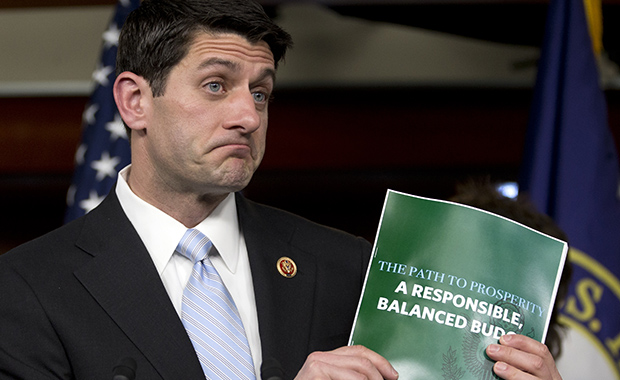 THE PATH TO PROSPERITY
A RESPONSIBLE,
BALANCED